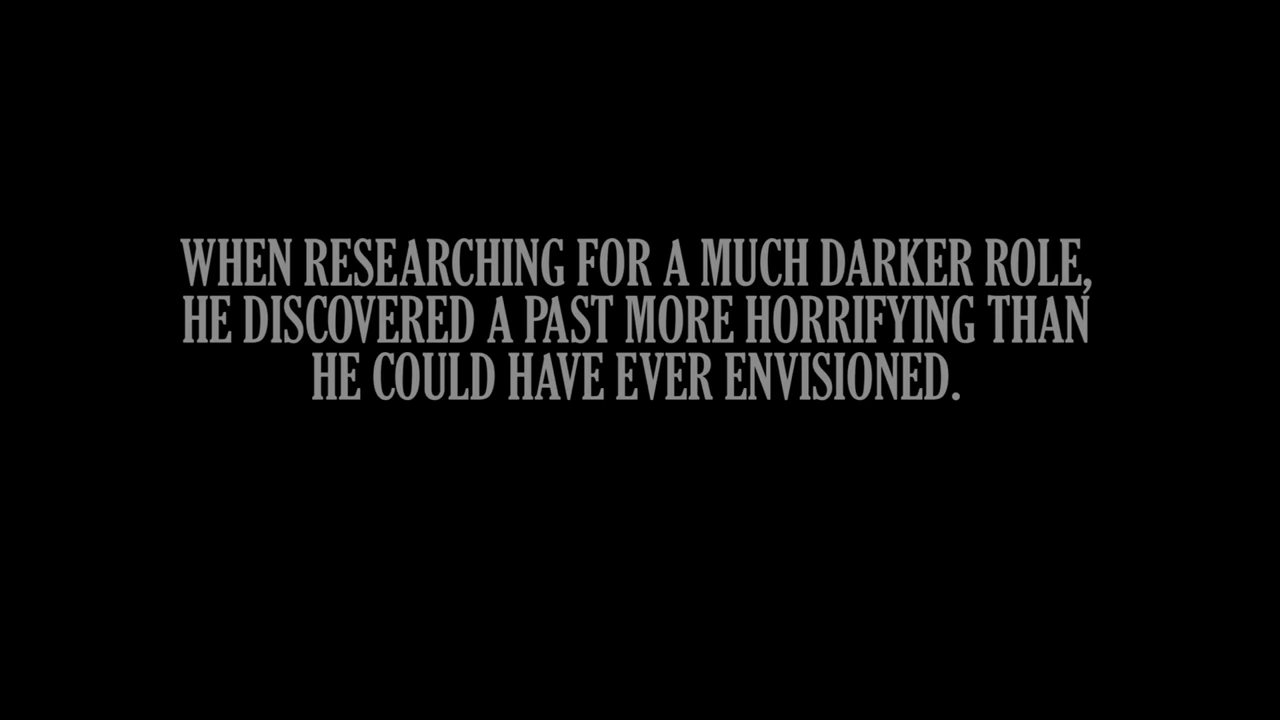 WHEN RESEARCHING FOR A MUCH DARKER ROLE,
HE DISCOVERED A PAST MORE HORRIFYING THAN
HE COULD HAVE EVER ENVISIONED.